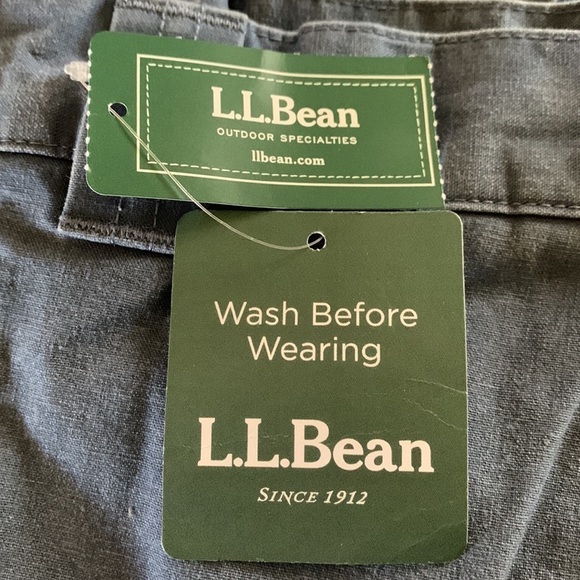 L.L.Bean
OUTDOOR SPECIALTIES
llbean.com
Wash Before
Wearing
L.L.Bean
SINCE 1912